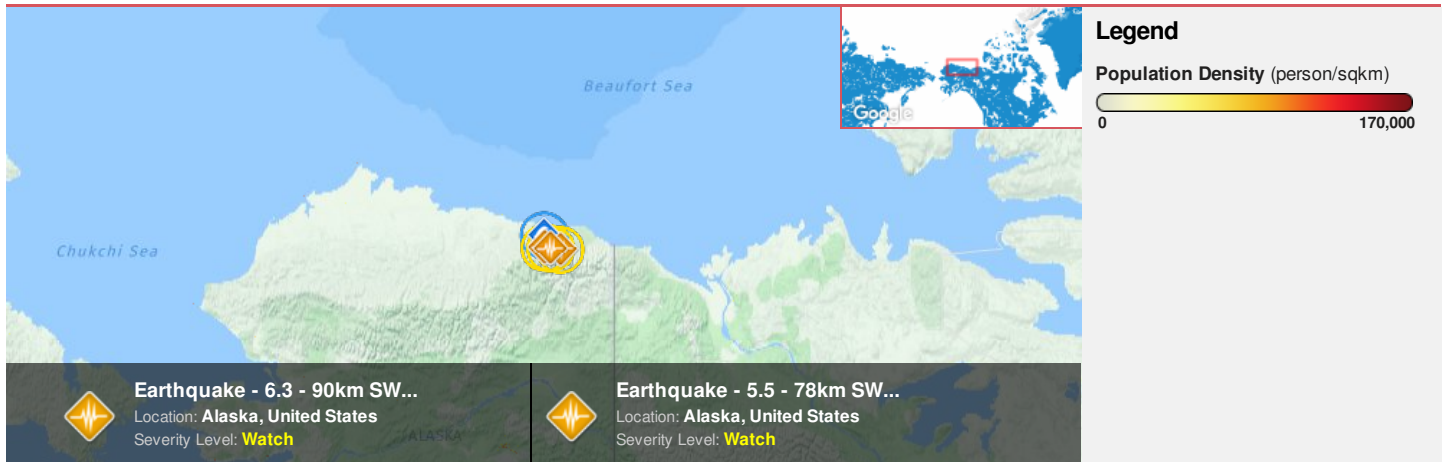 Beaufort Sea
Google
Chukchi Sea
ALASKA
Earthquake - 6.3 - 90km SW...
Location: Alaska, United States
Severity Level: Watch
Earthquake - 5.5 - 78km SW...
Location: Alaska, United States
Severity Level: Watch
Legend
Population Density (person/sqkm)
0
170,000